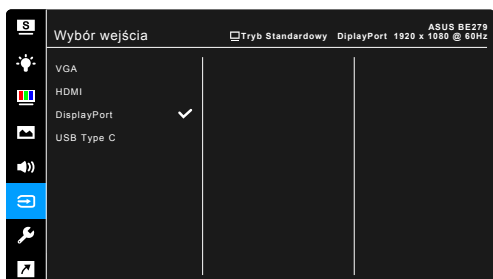 S
ASUS BE279
Wybór wejścia
Tryb Standardowy DiplayPort 1920 x 1080 @ 60Hz
VGA
HDMI
DisplayPort
USB Type C